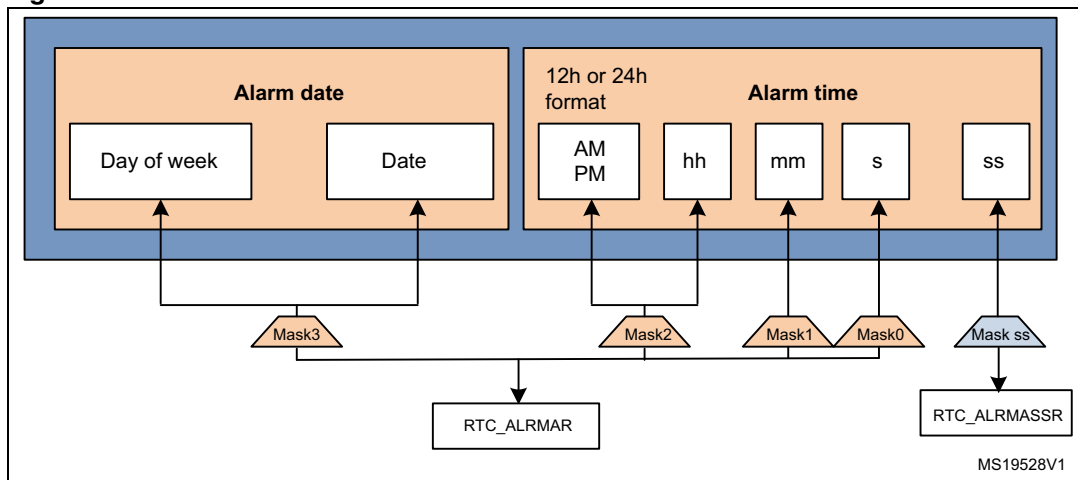 Alarm date
12h or 24h
format
Alarm time
Day of week
Date
AM
PM
hh
mm
s
ss
Mask3
Mask2
Mask1
Mask0
Mask ss
RTC_ALRMAR
RTC_ALRMASSR
MS19528V1